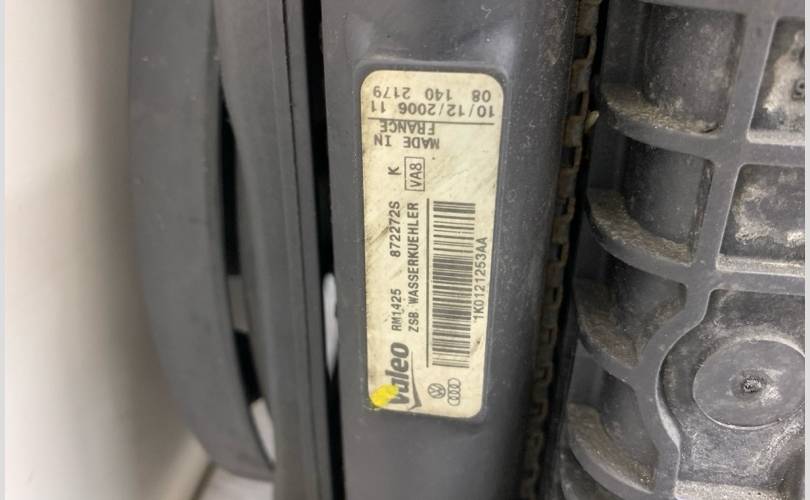 Valeo
RM1425 872272S K
ZSB. WASSERKUEHLER VA8
1K0121253AA
MADE IN
FRANCE
10/12/2006 11
08 140 2179